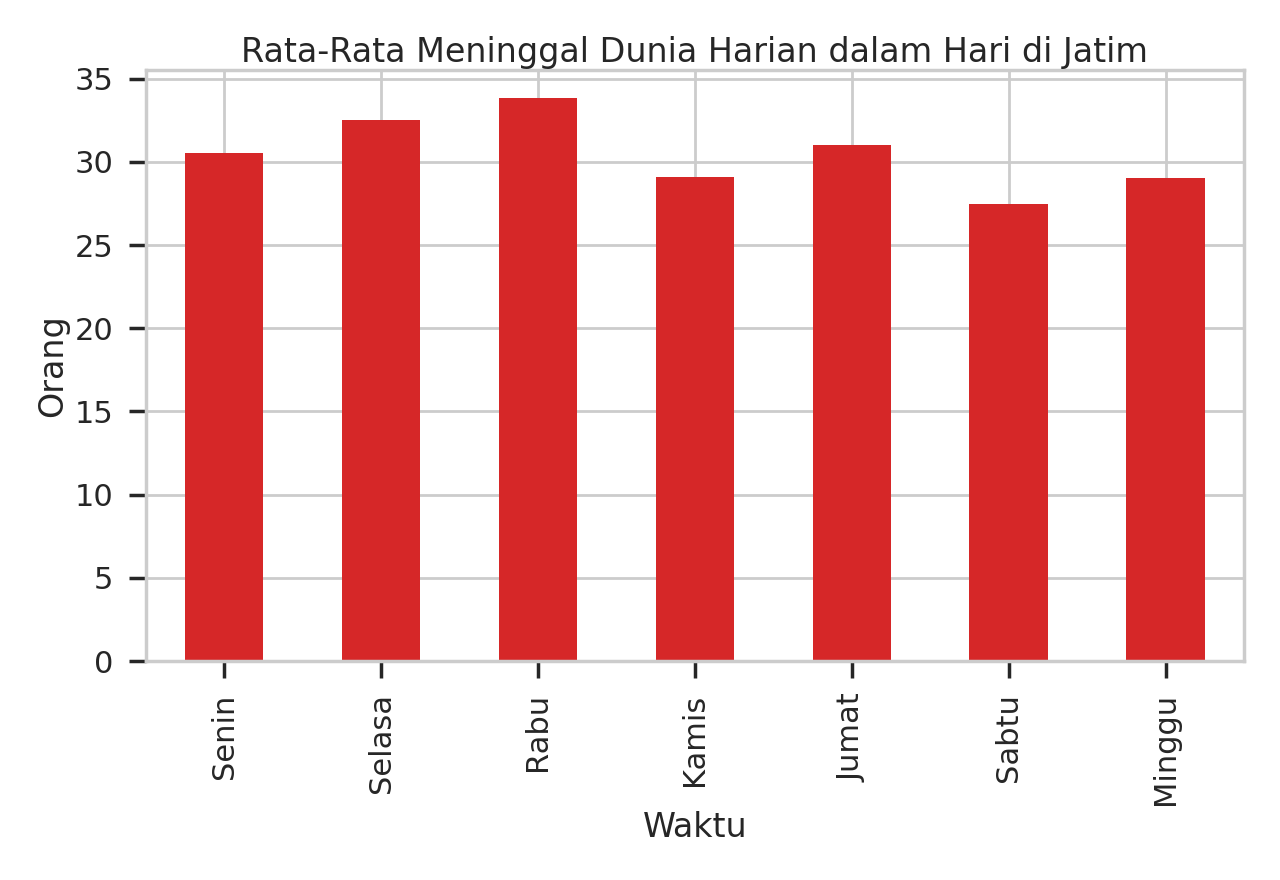 Rata-Rata Meninggal Dunia Harian dalam Hari di Jatim
35
30
25
20
15
10
5
0
Orang
Senin
Selasa
Rabu
Kamis
Jumat
Sabtu
Minggu
Waktu